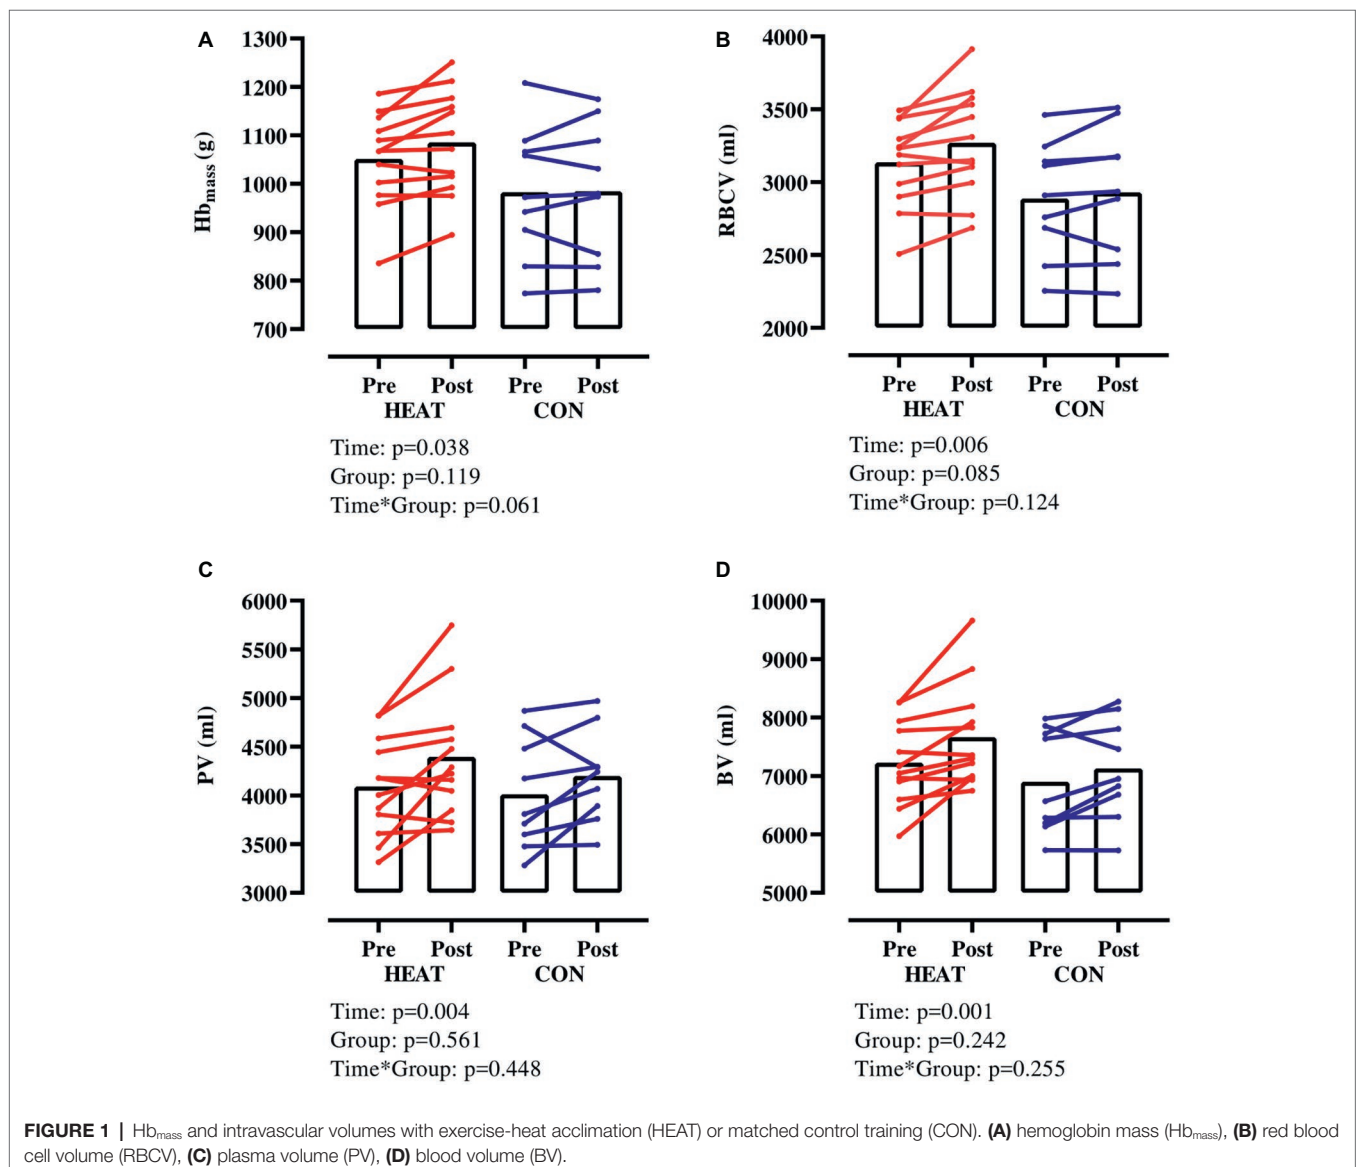 A
1300
1200
1100
1000
900
800
700
Hbmass (g)
Pre Post Pre Post
HEAT CON
Time: p=0.038
Group: p=0.119
Time*Group: p=0.061
B
4000
3500
3000
2500
2000
RBCV (ml)
Pre Post Pre Post
HEAT CON
Time: p=0.006
Group: p=0.085
Time*Group: p=0.124
C
6000
5500
5000
4500
4000
3500
3000
PV (ml)
Pre Post Pre Post
HEAT CON
Time: p=0.004
Group: p=0.561
Time*Group: p=0.448
D
10000
9000
8000
7000
6000
5000
BV (ml)
Pre Post Pre Post
HEAT CON
Time: p=0.001
Group: p=0.242
Time*Group: p=0.255
FIGURE 1 | Hbmass and intravascular volumes with exercise-heat acclimation (HEAT) or matched control training (CON). (A) hemoglobin mass (Hbmass), (B) red blood
cell volume (RBCV), (C) plasma volume (PV), (D) blood volume (BV).